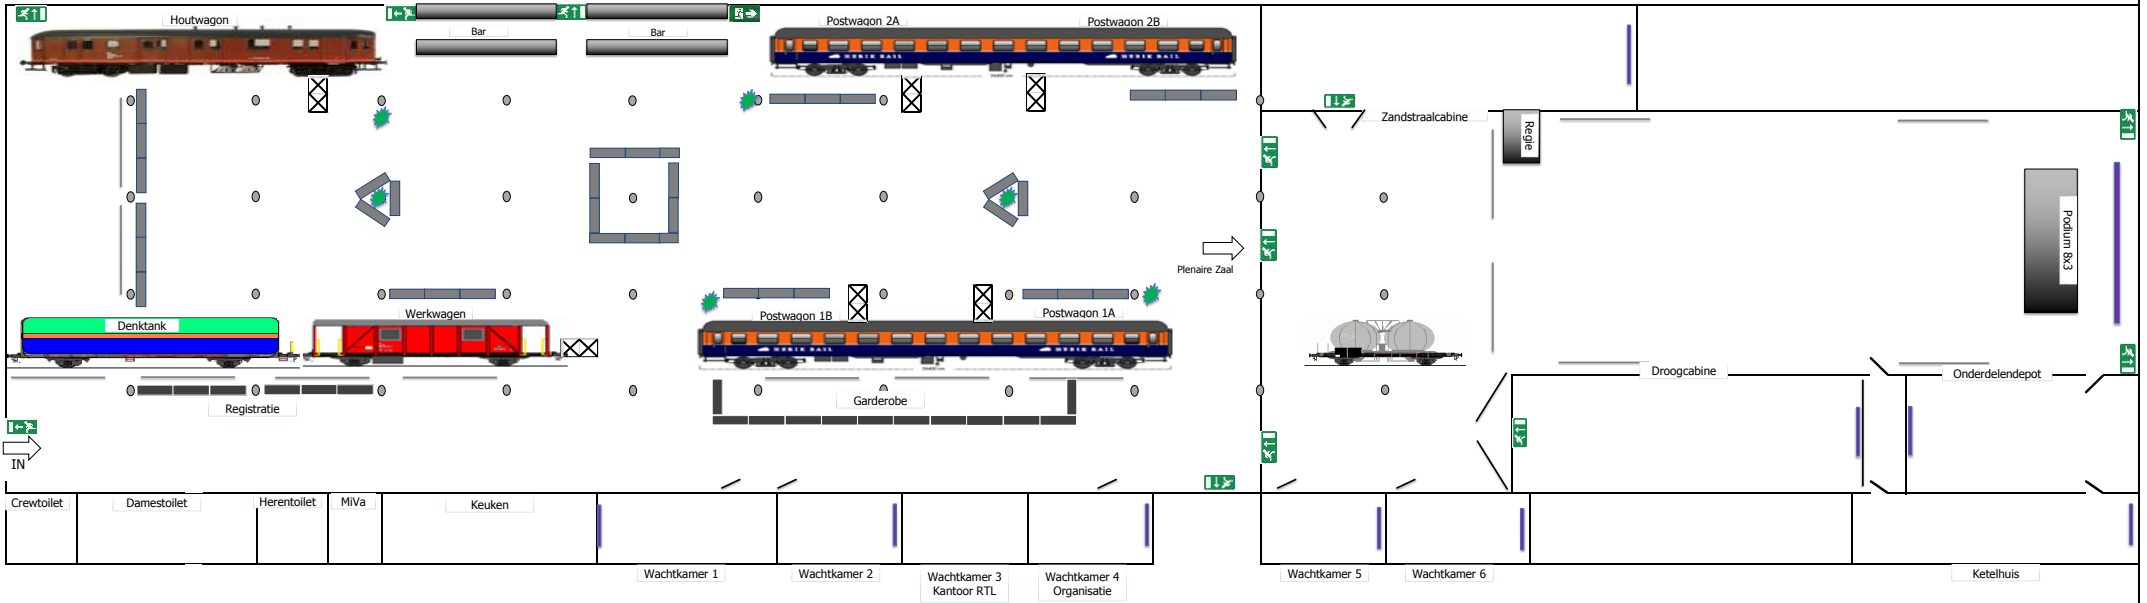 Houtwagon
Bar
Bar
Postwagon 2A
Postwagon 2B
Zandstraalcabine
Regie
Podium 8x3
Plenaire Zaal
Denktank
Werkwagen
Postwagon 1B
Postwagon 1A
Registratie
Garderobe
Droogcabine
Onderdelendepot
IN
Crewtoilet
Damestoilet
Herentoilet
MiVa
Keuken
Wachtkamer 1
Wachtkamer 2
Wachtkamer 3
Kantoor RTL
Wachtkamer 4
Organisatie
Wachtkamer 5
Wachtkamer 6
Ketelhuis